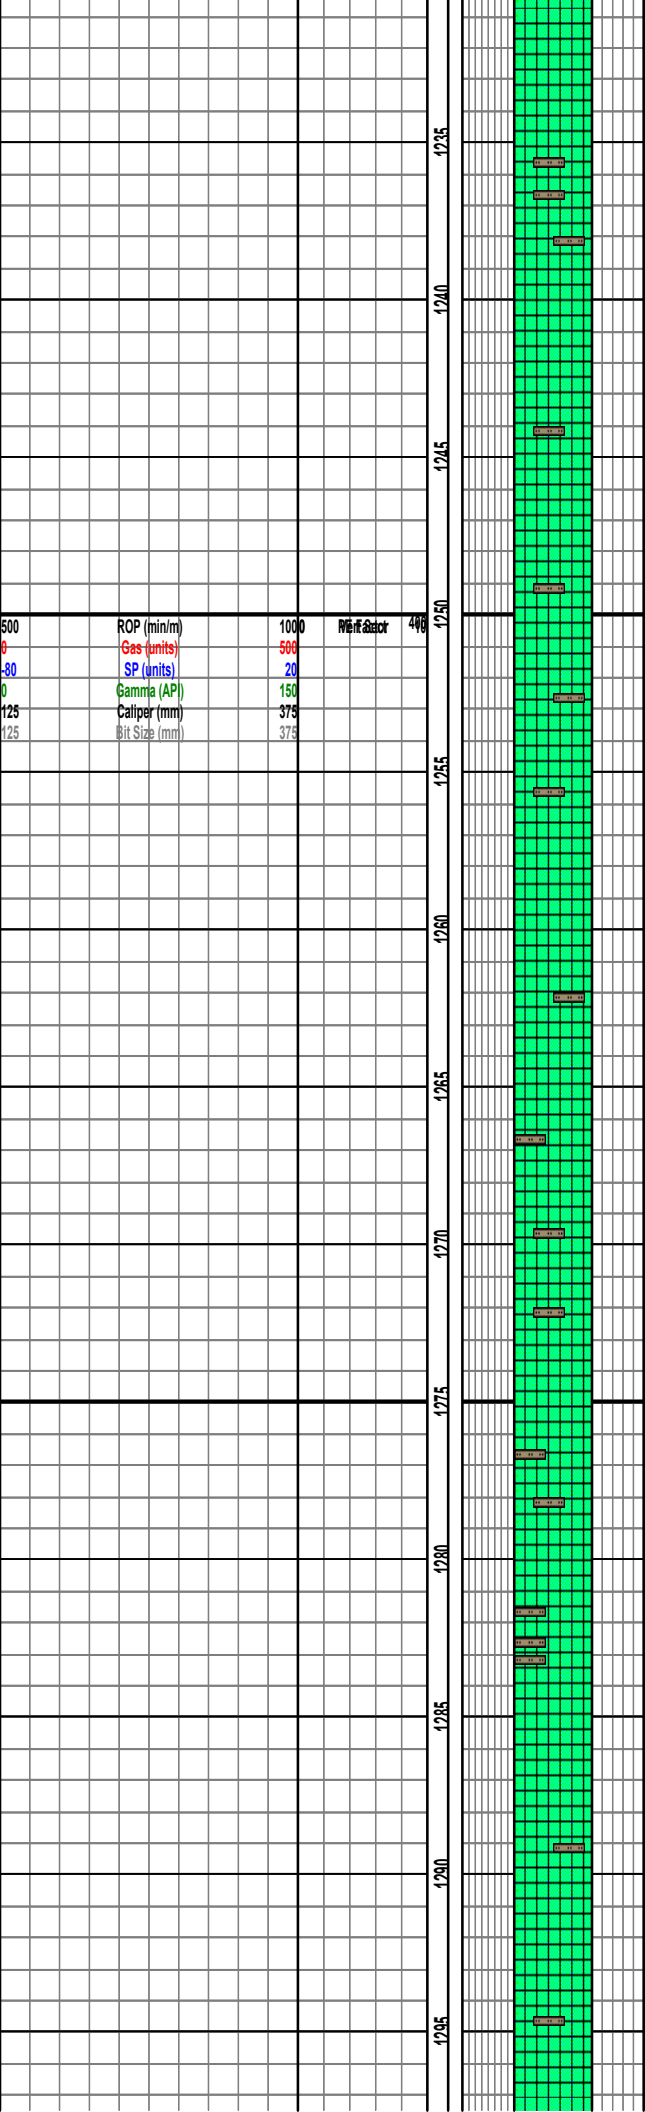 1235
1240
1245
1250
500 ROP (min/m) 1000
0 Gas (units) 500
-80 SP (units) 20
0 Gamma (API) 150
125 Caliper (mm) 375
125 Bit Size (mm) 375
1255
1260
1265
1270
1275
1280
1285
1290
1295